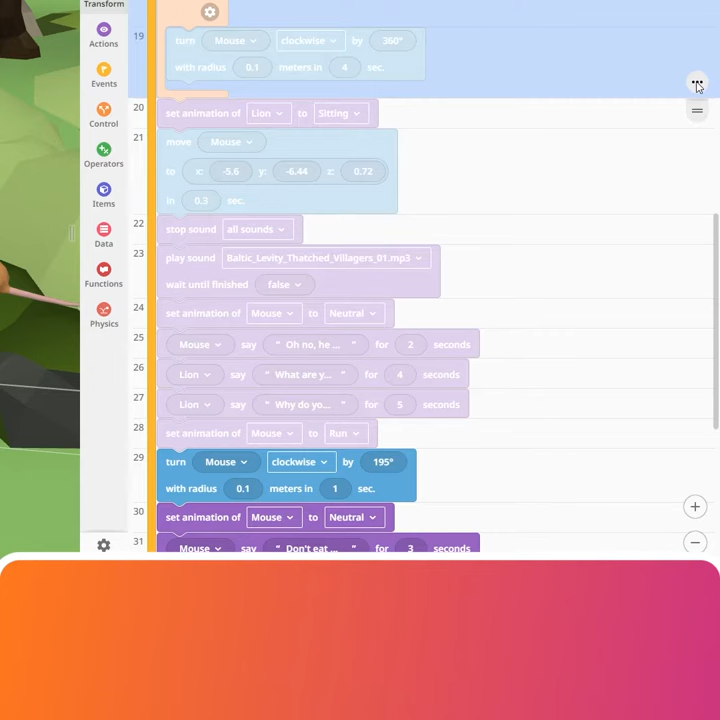 Transform
Actions
Events
Control
Operators
Items
Data
Functions
Physics
19 turn Mouse clockwise by 360°
with radius 0.1 meters in 4 sec.
20 set animation of Lion to Sitting
21 move Mouse
to x: -5.6 y: -6.44 z: 0.72
in 0.3 sec.
22 stop sound all sounds
23 play sound Baltic_Levity_Thatched_Villagers_01.mp3
wait until finished false
24 set animation of Mouse to Neutral
25 Mouse say " Oh no, he ... " for 2 seconds
26 Lion say " What are y... " for 4 seconds
27 Lion say " Why do yo... " for 5 seconds
28 set animation of Mouse to Run
29 turn Mouse clockwise by 195°
with radius 0.1 meters in 1 sec.
30 set animation of Mouse to Neutral
31 Mouse say " Don't eat ... " for 3 seconds